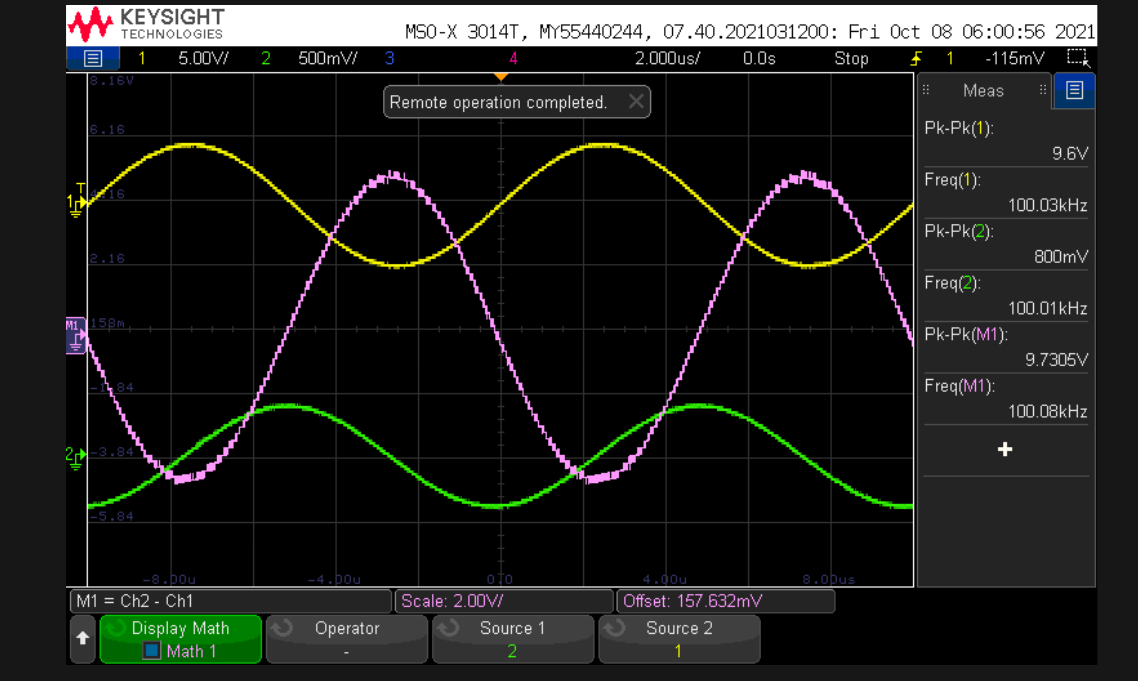 KEYSIGHT
TECHNOLOGIES
MSO-X 3014T, MY55440244, 07.40.2021031200: Fri Oct 08 06:00:56 2021
1 5.00V/ 2 500mV/ 3 4 2.000us/ 0.0s Stop 1 -115mV
8.16V
Remote operation completed.
Meas
6.16
Pk-Pk(1):
9.6V
Freq(1):
T
1
4.16
100.03kHz
Pk-Pk(2):
2.16
800mV
Freq(2):
100.01kHz
M1
158m
Pk-Pk(M1):
9.7305V
-1.84
Freq(M1):
100.08kHz
2
-3.84
+
-5.84
-8.00u -4.00u 0.0 4.00u 8.00us
M1 = Ch2 - Ch1 Scale: 2.00V/ Offset: 157.632mV
Display Math Operator Source 1 Source 2
Math 1 - 2 1